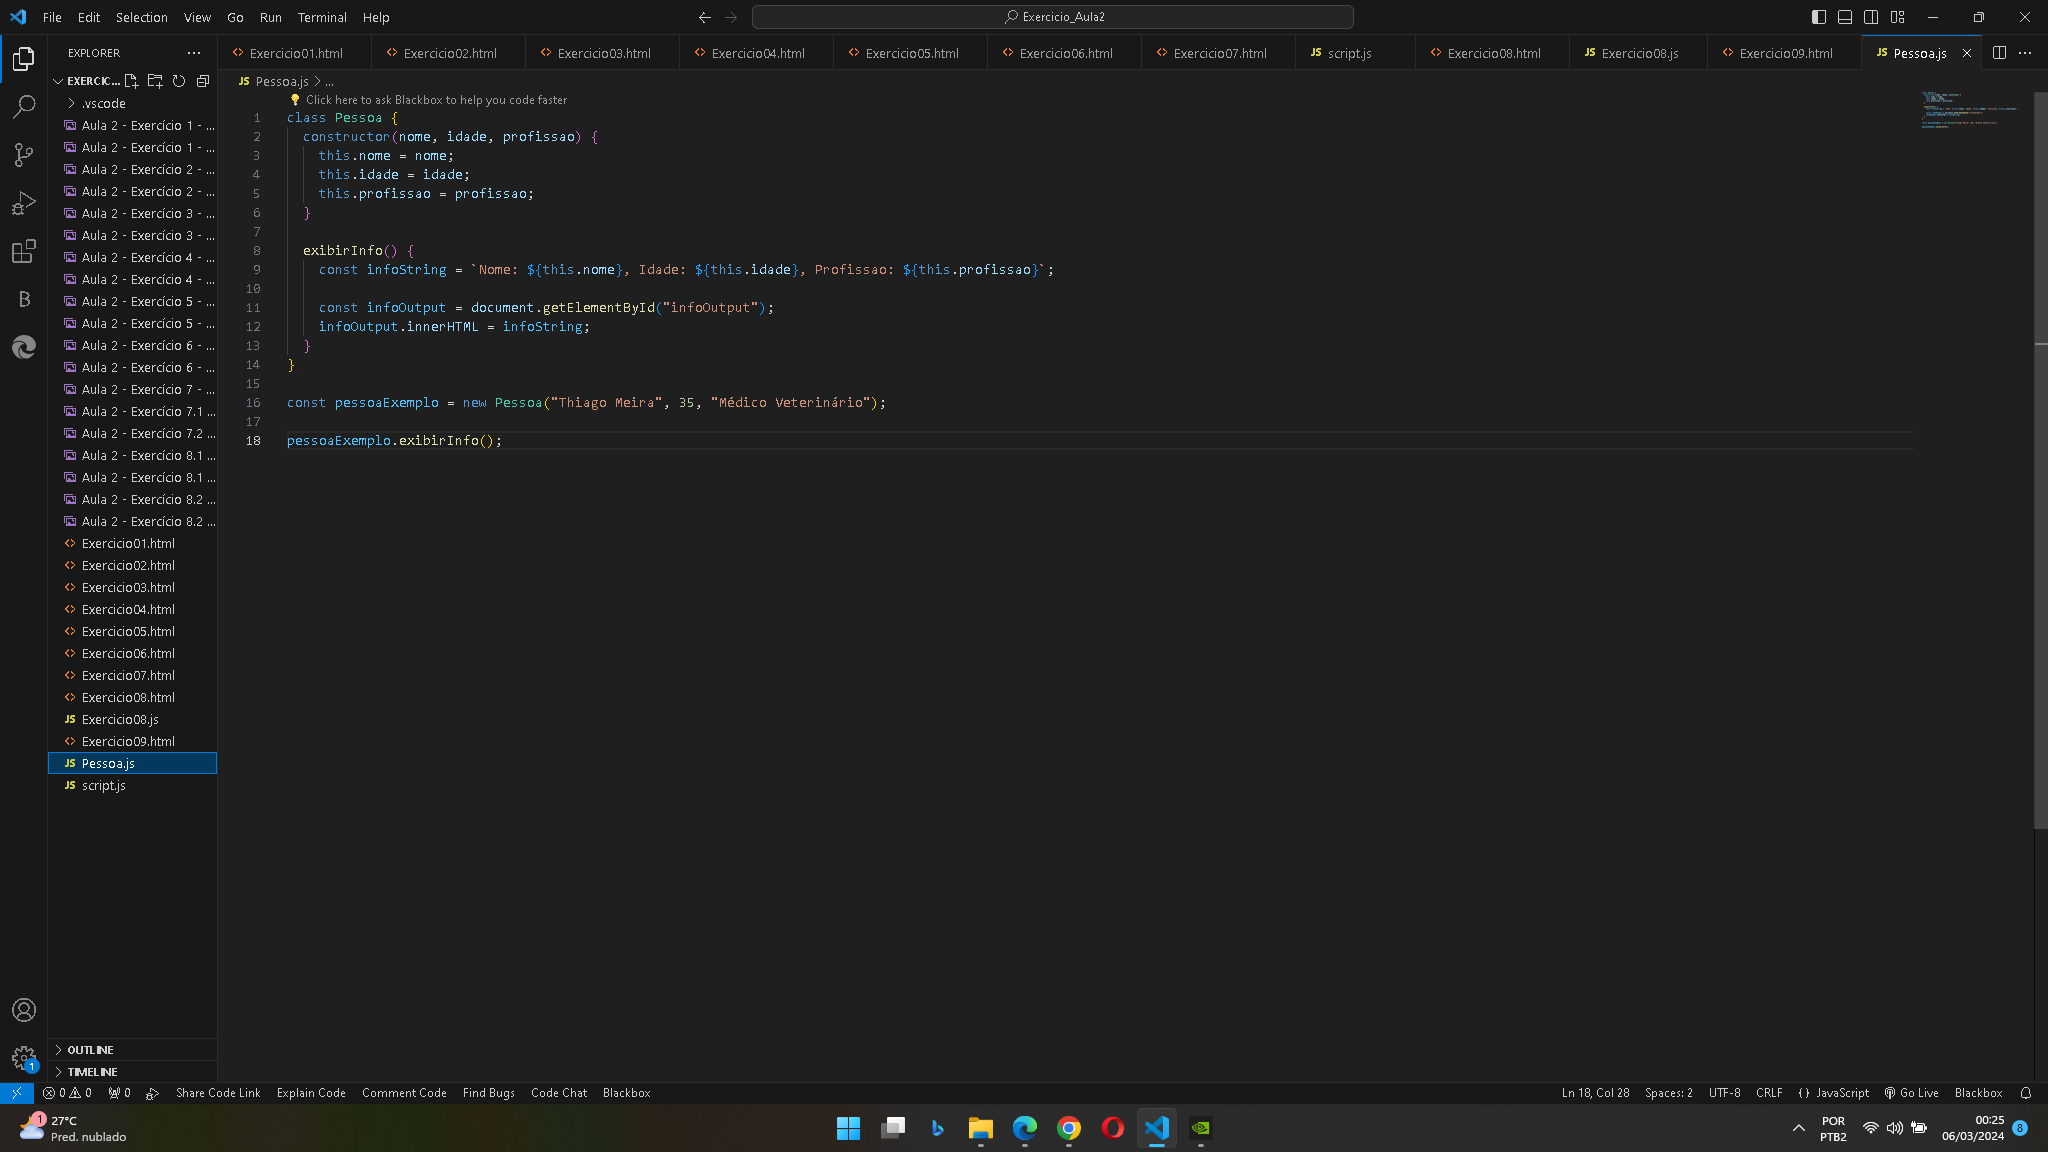 File Edit Selection View Go Run Terminal Help
Exercicio_Aula2
EXPLORER
Exercicio01.html Exercicio02.html Exercicio03.html Exercicio04.html Exercicio05.html Exercicio06.html Exercicio07.html JS script.js Exercicio08.html JS Exercicio08.js Exercicio09.html JS Pessoa.js
EXERCIC...
JS Pessoa.js > ...
.vscode
Click here to ask Blackbox to help you code faster
Aula 2 - Exercício 1 - ...
Aula 2 - Exercício 1 - ...
Aula 2 - Exercício 2 - ...
Aula 2 - Exercício 2 - ...
Aula 2 - Exercício 3 - ...
Aula 2 - Exercício 3 - ...
Aula 2 - Exercício 4 - ...
Aula 2 - Exercício 4 - ...
Aula 2 - Exercício 5 - ...
Aula 2 - Exercício 5 - ...
Aula 2 - Exercício 6 - ...
Aula 2 - Exercício 6 - ...
Aula 2 - Exercício 7 - ...
Aula 2 - Exercício 7.1 ...
Aula 2 - Exercício 7.2 ...
Aula 2 - Exercício 8.1 ...
Aula 2 - Exercício 8.1 ...
Aula 2 - Exercício 8.2 ...
Aula 2 - Exercício 8.2 ...
Exercicio01.html
Exercicio02.html
Exercicio03.html
Exercicio04.html
Exercicio05.html
Exercicio06.html
Exercicio07.html
Exercicio08.html
JS Exercicio08.js
Exercicio09.html
JS Pessoa.js
JS script.js
OUTLINE
TIMELINE
1 class Pessoa {
2 constructor(nome, idade, profissao) {
3 this.nome = nome;
4 this.idade = idade;
5 this.profissao = profissao;
6 }
7
8 exibirInfo() {
9 const infoString = `Nome: ${this.nome}, Idade: ${this.idade}, Profissao: ${this.profissao}`;
10
11 const infoOutput = document.getElementById("infoOutput");
12 infoOutput.innerHTML = infoString;
13 }
14 }
15
16 const pessoaExemplo = new Pessoa("Thiago Meira", 35, "Médico Veterinário");
17
18 pessoaExemplo.exibirInfo();
1
0 0 0 Share Code Link Explain Code Comment Code Find Bugs Code Chat Blackbox Ln 18, Col 28 Spaces: 2 UTF-8 CRLF {} JavaScript Go Live Blackbox
1
27°C
Pred. nublado
POR
PTB2
00:25
06/03/2024
8